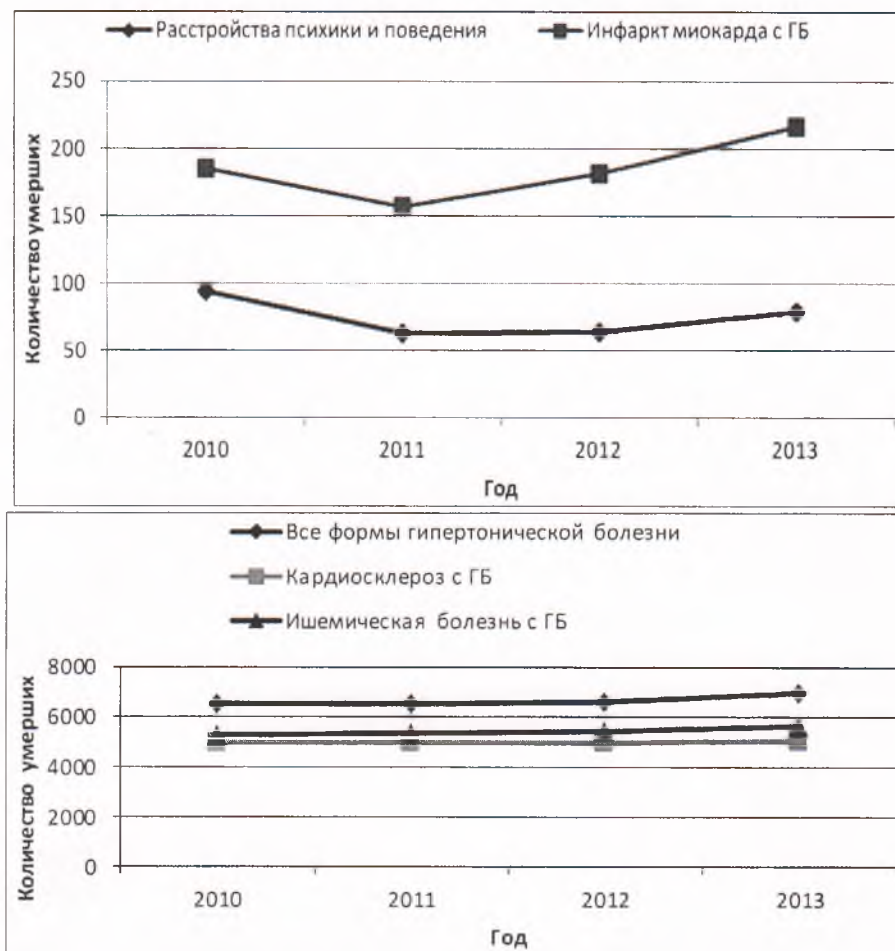 Расстройства психики и поведения
Инфаркт миокарда с ГБ
Количество умерших
250
200
150
100
50
0
2010 2011 2012 2013
Год
Все формы гипертонической болезни
Кардиосклероз с ГБ
Ишемическая болезнь с ГБ
Количество умерших
8000
6000
4000
2000
0
2010 2011 2012 2013
Год